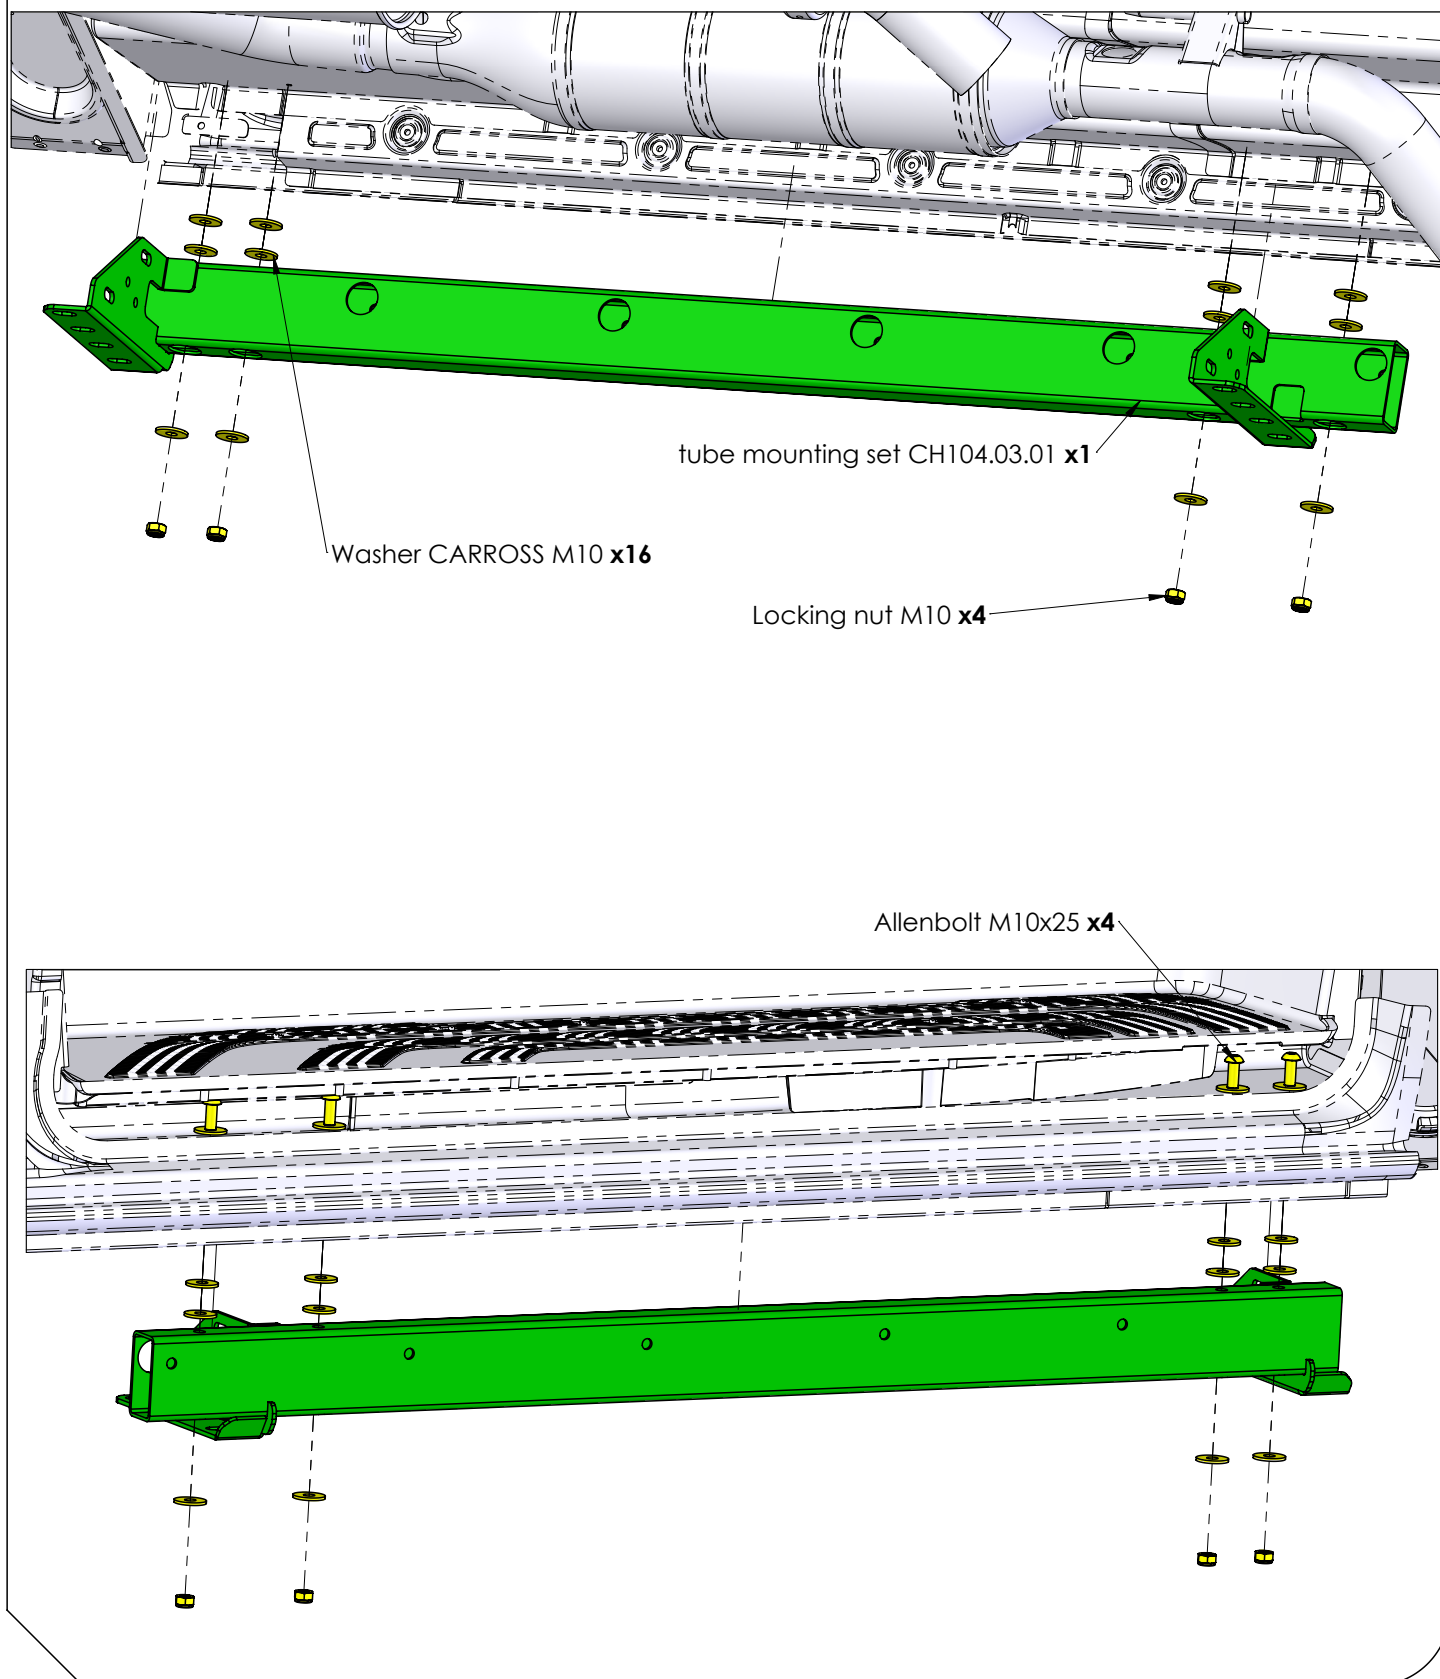 tube mounting set CH104.03.01 x1
Washer CARROSS M10 x16
Locking nut M10 x4
Allenbolt M10x25 x4